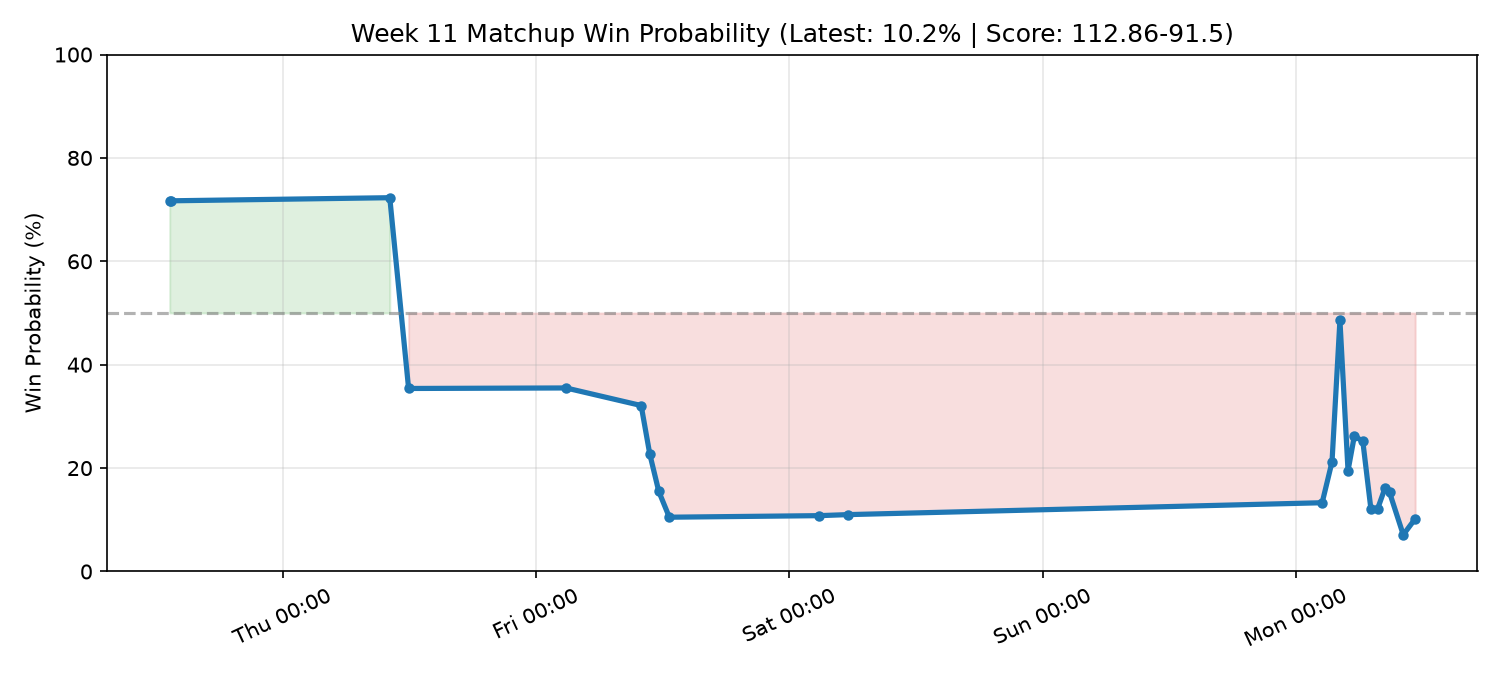 Week 11 Matchup Win Probability (Latest: 10.2% | Score: 112.86-91.5)
Win Probability (%)
100
80
60
40
20
0
Thu 00:00
Fri 00:00
Sat 00:00
Sun 00:00
Mon 00:00